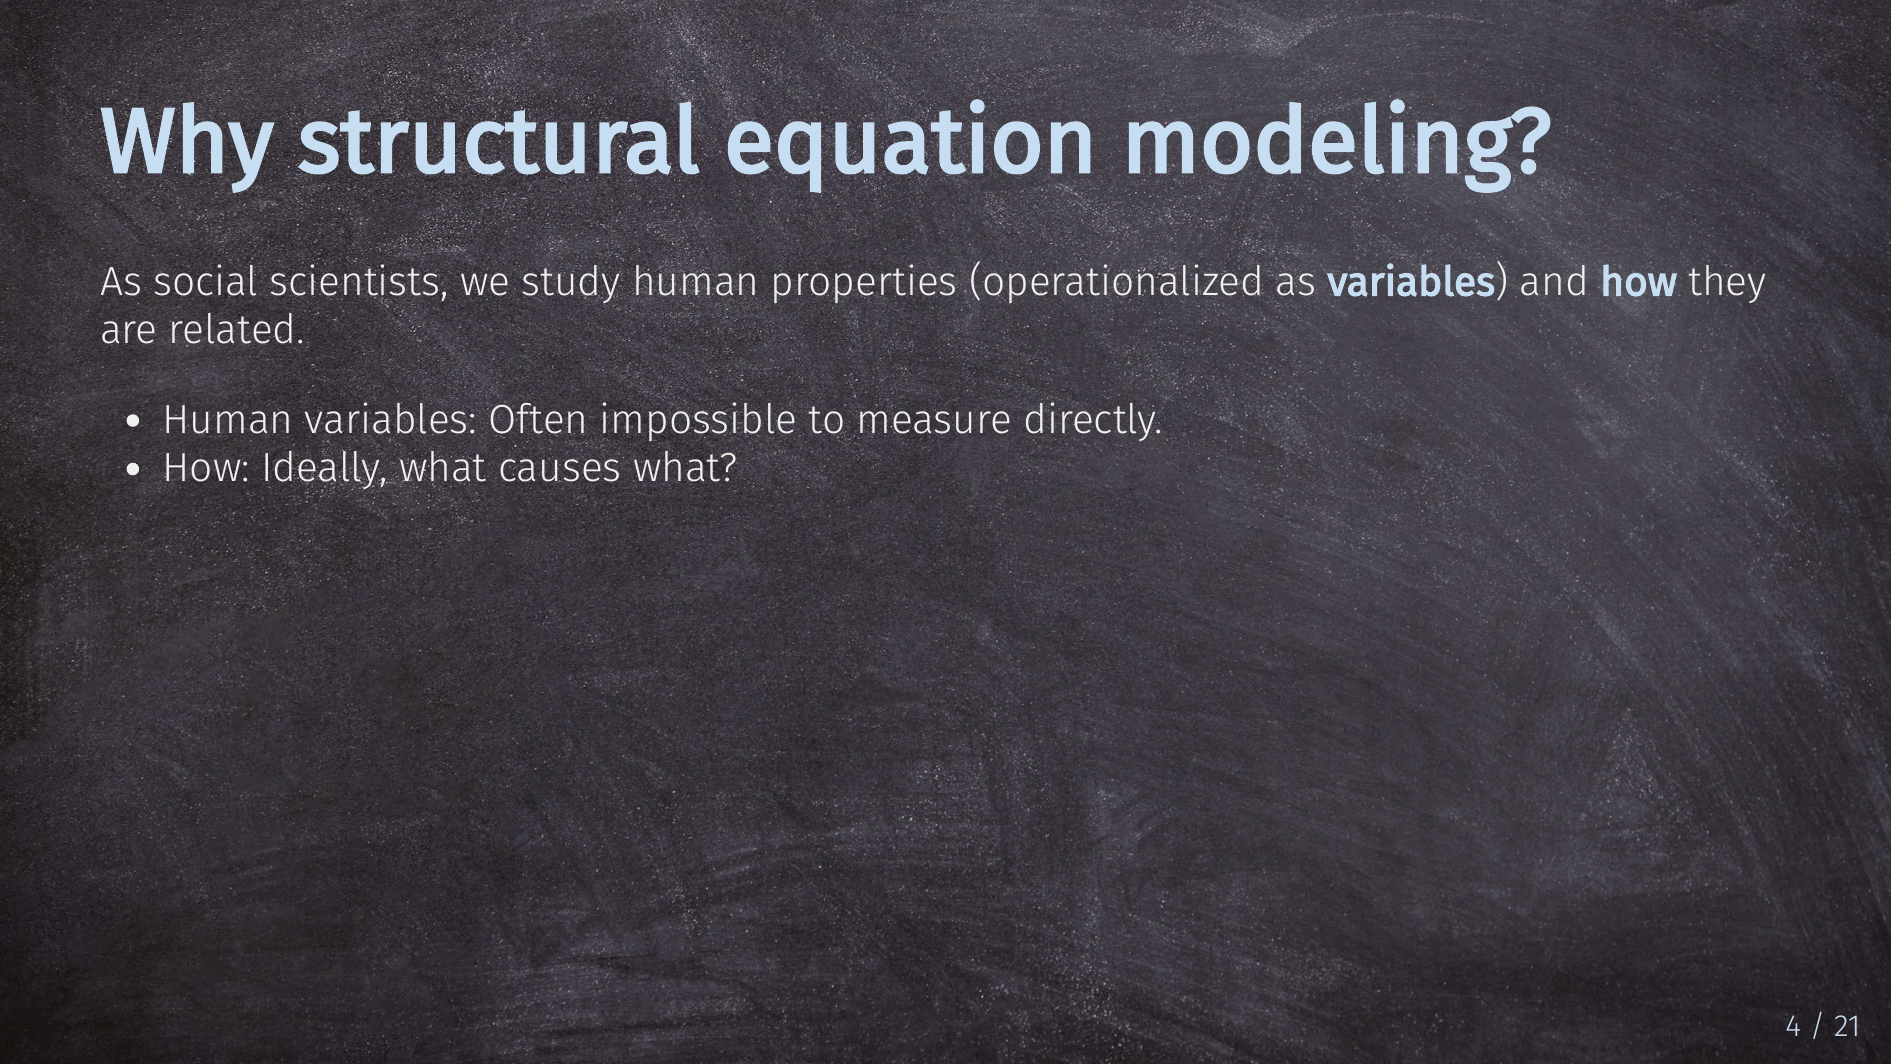 Why structural equation modeling?
As social scientists, we study human properties (operationalized as variables) and how they
are related.
• Human variables: Often impossible to measure directly.
• How: Ideally, what causes what?
4 / 21